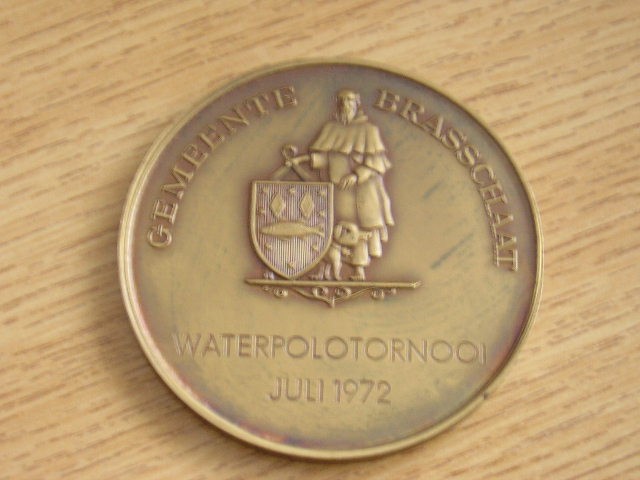 GEMEENTE BRASSCHAAT
WATERPOLOTORNOOI
JULI 1972